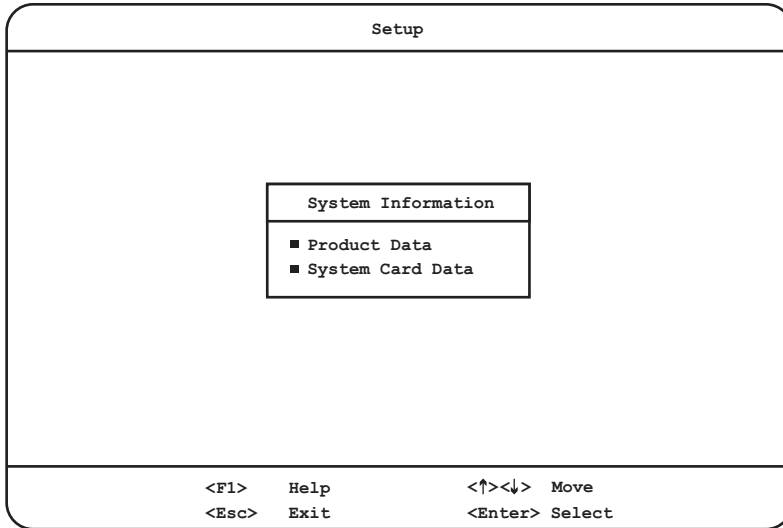 Setup
System Information
■ Product Data
■ System Card Data
<F1> Help <↑><↓> Move
<Esc> Exit <Enter> Select